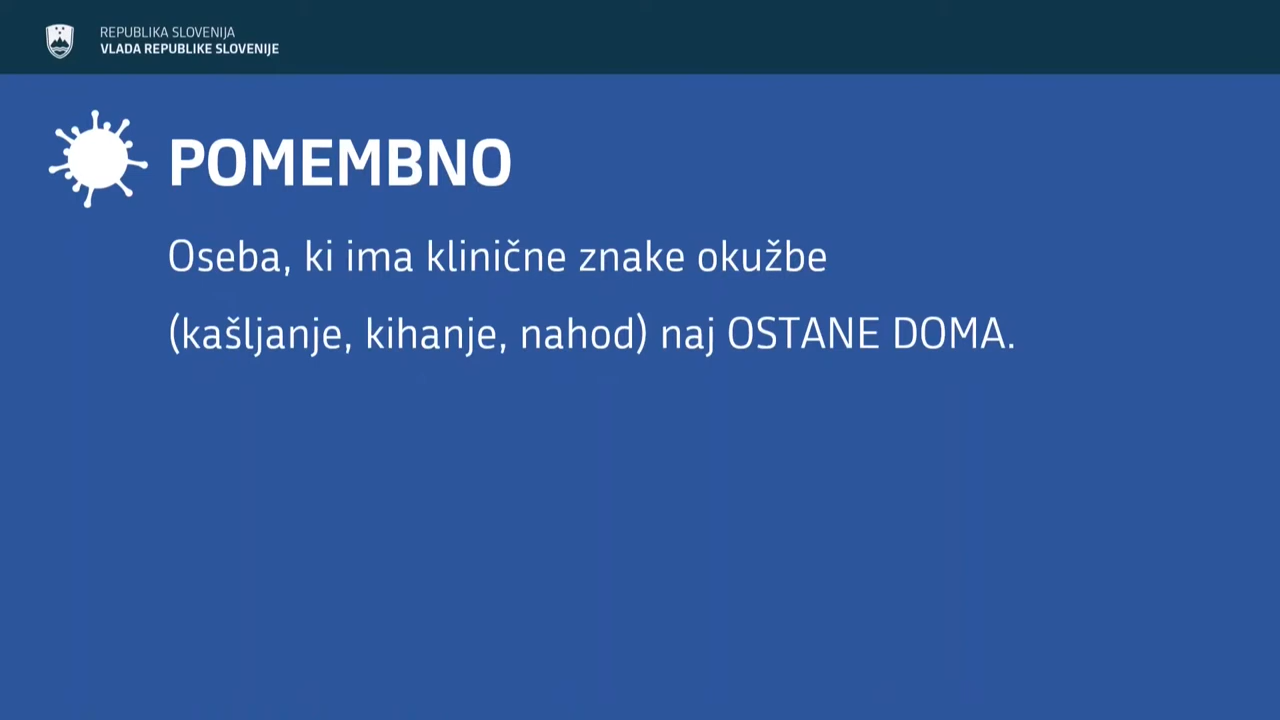 REPUBLIKA SLOVENIJA
VLADA REPUBLIKE SLOVENIJE
POMEMBNO
Oseba, ki ima klinične znake okužbe
(kašljanje, kihanje, nahod) naj OSTANE DOMA.